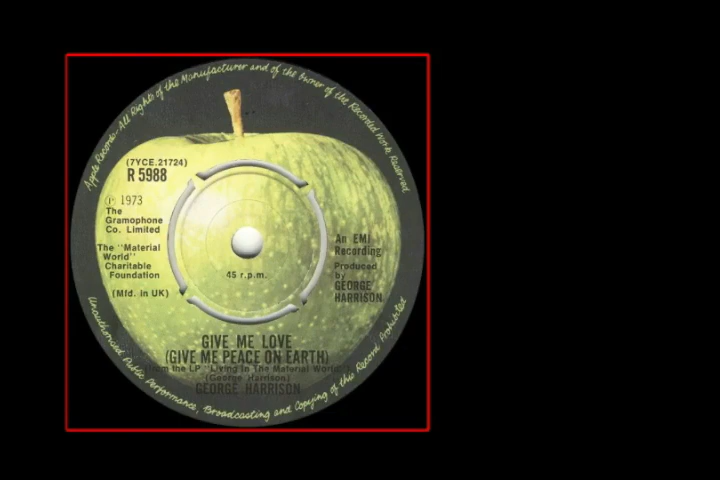 Apple Records. All Rights of the Manufacturer and of the Owner of the Recorded Work Reserved
(7YCE.21724)
R 5988
℗ 1973
The
Gramophone
Co. Limited
The "Material
World"
Charitable
Foundation
(Mfd. in UK)
An EMI
Recording
Produced
by
GEORGE
HARRISON
45 r.p.m.
GIVE ME LOVE
(GIVE ME PEACE ON EARTH)
from the LP "Living In The Material World"
(George Harrison)
GEORGE HARRISON
Unauthorised Public Performance, Broadcasting and Copying of this Record Prohibited